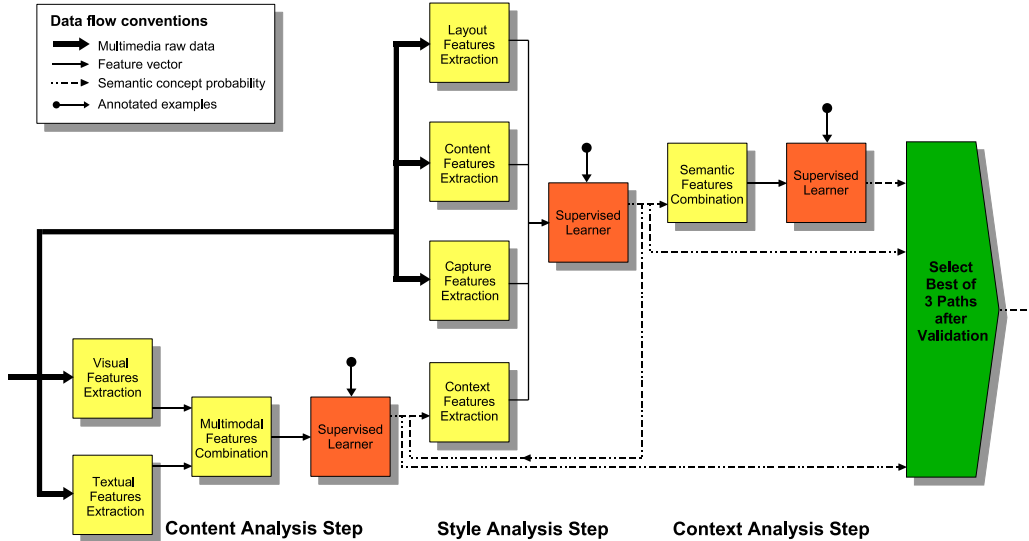 Data flow conventions
Multimedia raw data
Feature vector
Semantic concept probability
Annotated examples
Layout
Features
Extraction
Content
Features
Extraction
Capture
Features
Extraction
Context
Features
Extraction
Visual
Features
Extraction
Textual
Features
Extraction
Multimodal
Features
Combination
Supervised
Learner
Supervised
Learner
Semantic
Features
Combination
Supervised
Learner
Select
Best of
3 Paths
after
Validation
Content Analysis Step
Style Analysis Step
Context Analysis Step